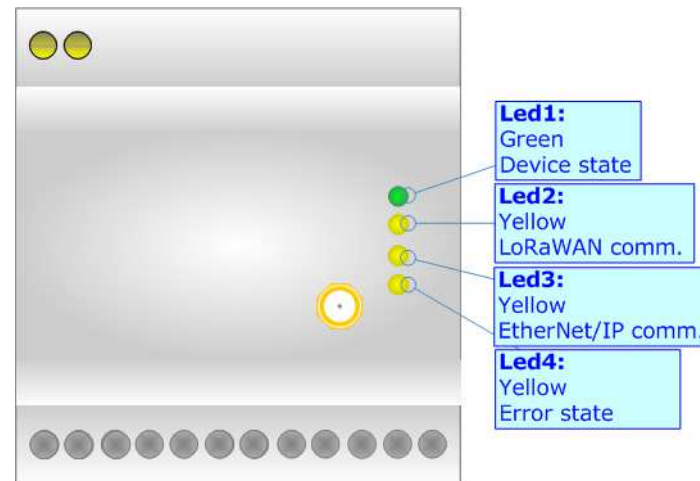 Led1:
Green
Device state
Led2:
Yellow
LoRaWAN comm.
Led3:
Yellow
EtherNet/IP comm.
Led4:
Yellow
Error state